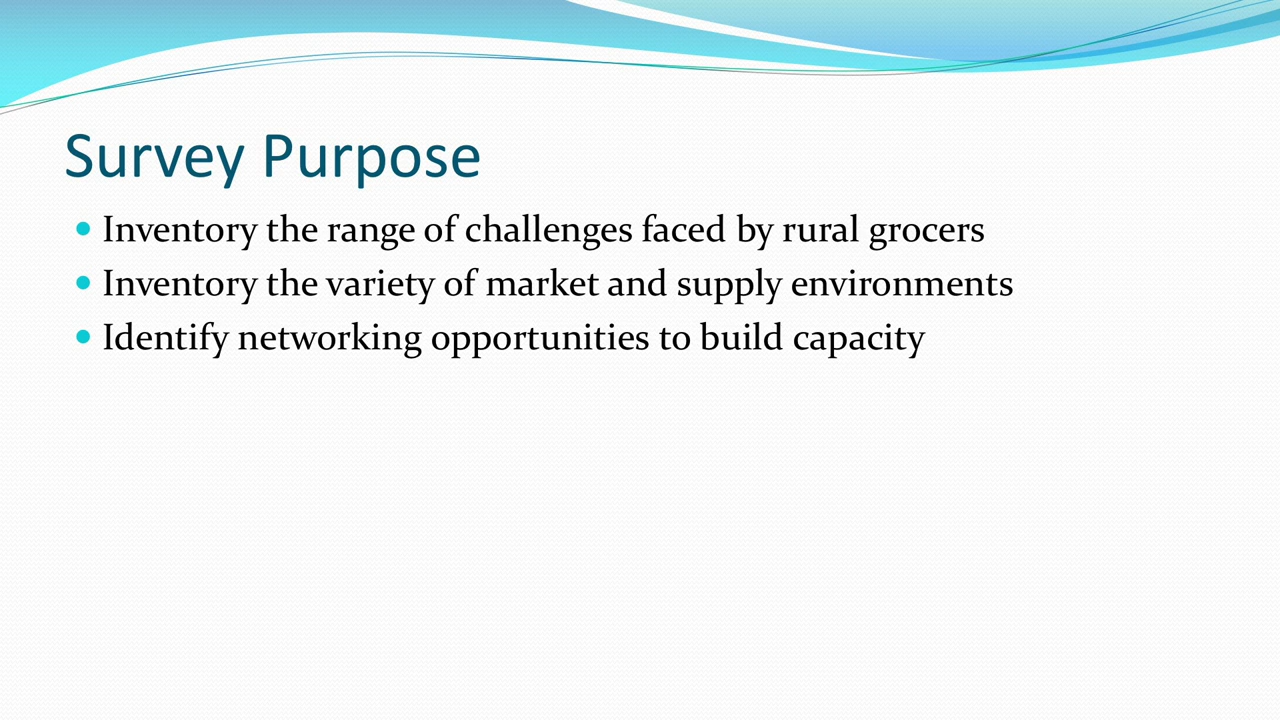 Survey Purpose
Inventory the range of challenges faced by rural grocers
Inventory the variety of market and supply environments
Identify networking opportunities to build capacity